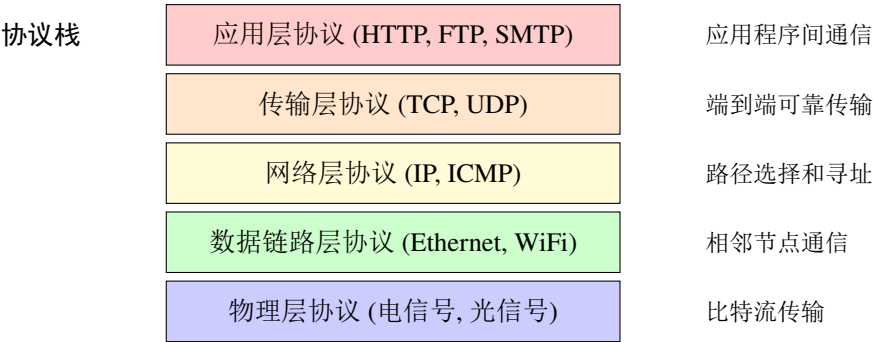 协议栈 应用层协议 (HTTP, FTP, SMTP) 应用程序间通信
传输层协议 (TCP, UDP) 端到端可靠传输
网络层协议 (IP, ICMP) 路径选择和寻址
数据链路层协议 (Ethernet, WiFi) 相邻节点通信
物理层协议 (电信号, 光信号) 比特流传输